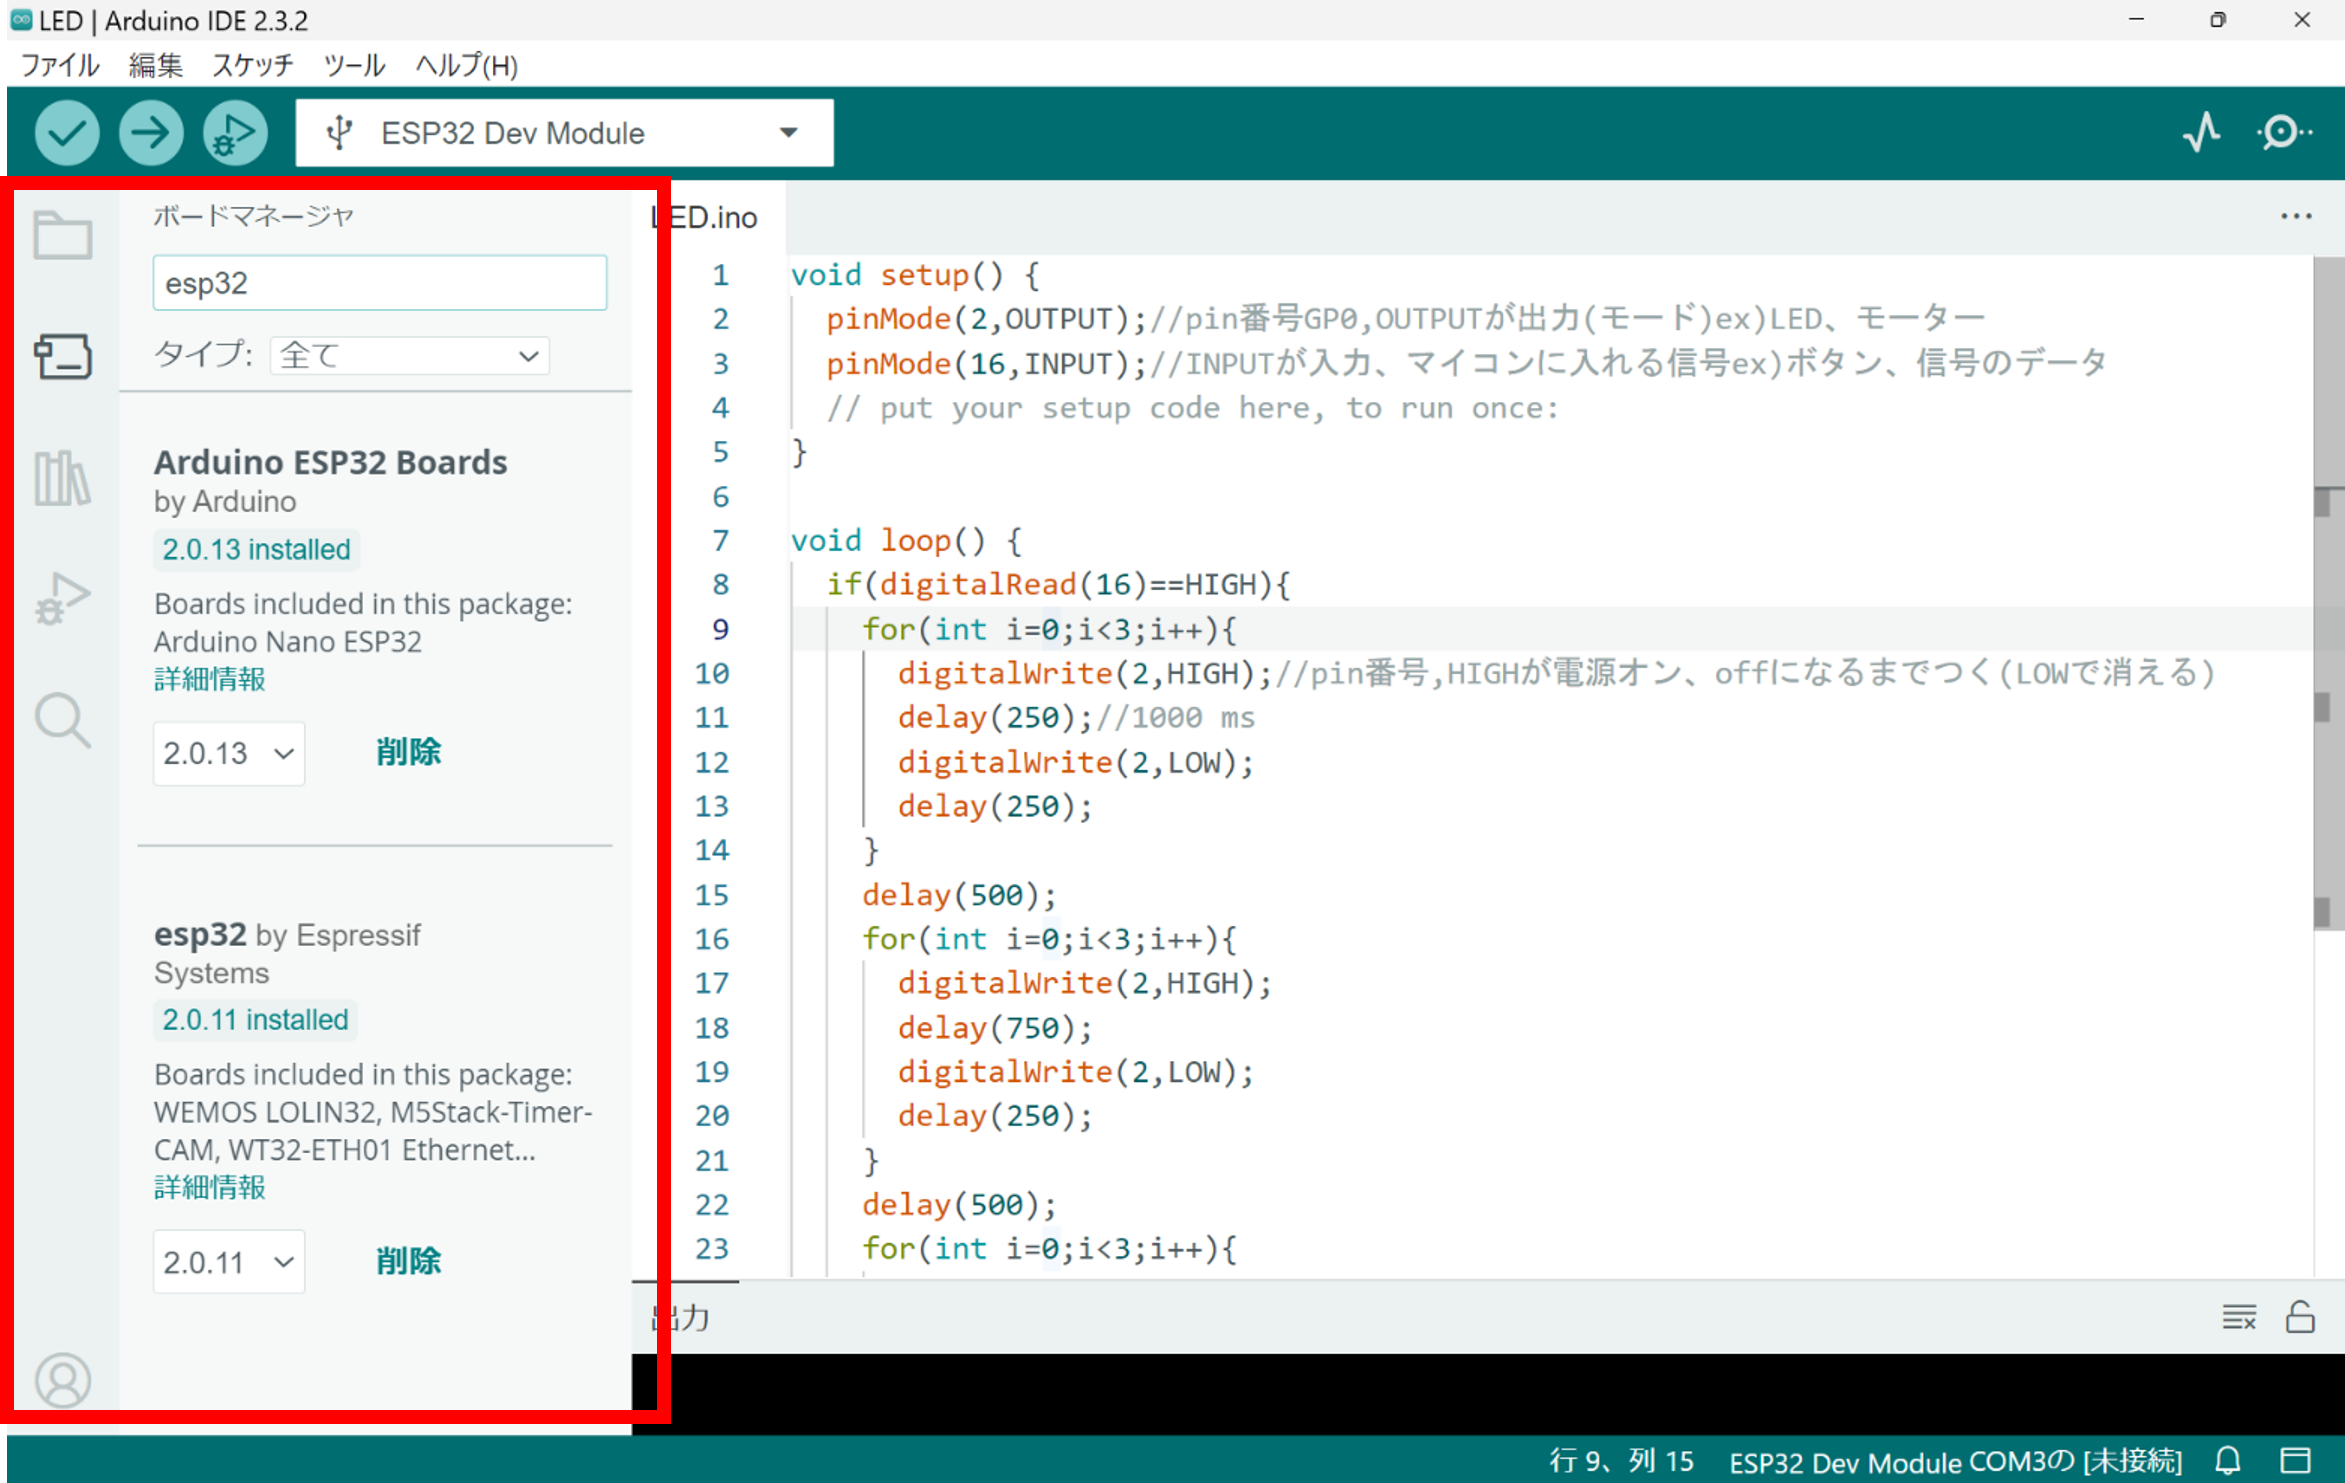 LED | Arduino IDE 2.3.2
ファイル 編集 スケッチ ツール ヘルプ(H)
ESP32 Dev Module
ボードマネージャ
esp32
タイプ: 全て
Arduino ESP32 Boards
by Arduino
2.0.13 installed
Boards included in this package:
Arduino Nano ESP32
詳細情報
2.0.13 削除
esp32 by Espressif
Systems
2.0.11 installed
Boards included in this package:
WEMOS LOLIN32, M5Stack-Timer-
CAM, WT32-ETH01 Ethernet...
詳細情報
2.0.11 削除
LED.ino
1 void setup() {
2 pinMode(2,OUTPUT);//pin番号GP0,OUTPUTが出力(モード)ex)LED、モーター
3 pinMode(16,INPUT);//INPUTが入力、マイコンに入れる信号ex)ボタン、信号のデータ
4 // put your setup code here, to run once:
5 }
6
7 void loop() {
8 if(digitalRead(16)==HIGH){
9 for(int i=0;i<3;i++){
10 digitalWrite(2,HIGH);//pin番号,HIGHが電源オン、offになるまでつく(LOWで消える)
11 delay(250);//1000 ms
12 digitalWrite(2,LOW);
13 delay(250);
14 }
15 delay(500);
16 for(int i=0;i<3;i++){
17 digitalWrite(2,HIGH);
18 delay(750);
19 digitalWrite(2,LOW);
20 delay(250);
21 }
22 delay(500);
23 for(int i=0;i<3;i++){
出力
行 9、列 15 ESP32 Dev Module COM3の [未接続]